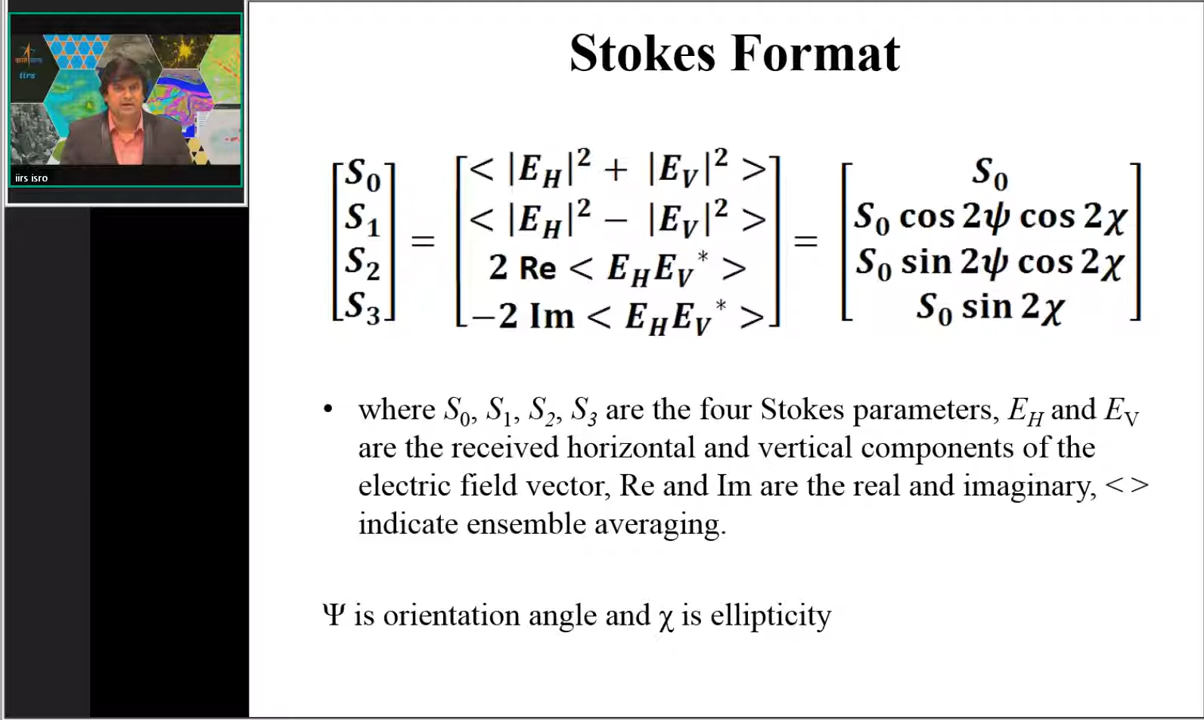 Stokes Format
iirs
iirs isro
[S₀ S₁ S₂ S₃] = [< |E_H|² + |E_V|² > < |E_H|² − |E_V|² > 2 Re < E_H E_V* > −2 Im < E_H E_V* >] = [S₀ S₀ cos 2ψ cos 2χ S₀ sin 2ψ cos 2χ S₀ sin 2χ]
• where S₀, S₁, S₂, S₃ are the four Stokes parameters, E_H and E_V
are the received horizontal and vertical components of the
electric field vector, Re and Im are the real and imaginary, < >
indicate ensemble averaging.
Ψ is orientation angle and χ is ellipticity